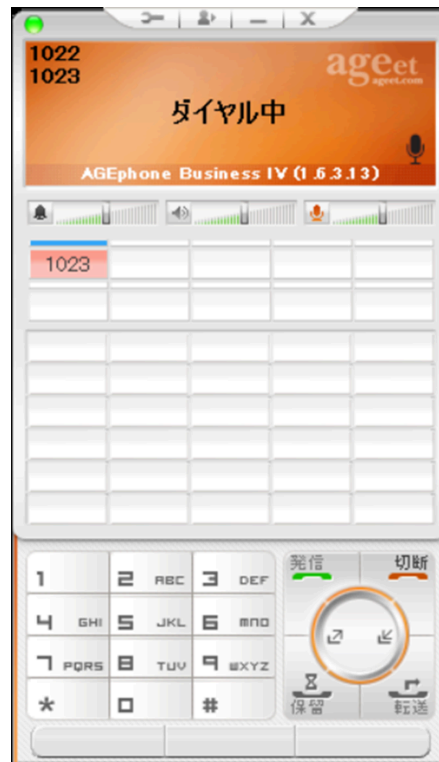 1022
1023
ageet
ageet.com
ダイヤル中
AGEphone Business IV (1.6.3.13)
1023
発信
切断
1
2 ABC
3 DEF
4 GHI
5 JKL
6 MNO
7 PQRS
8 TUV
9 WXYZ
*
0
#
保留
転送